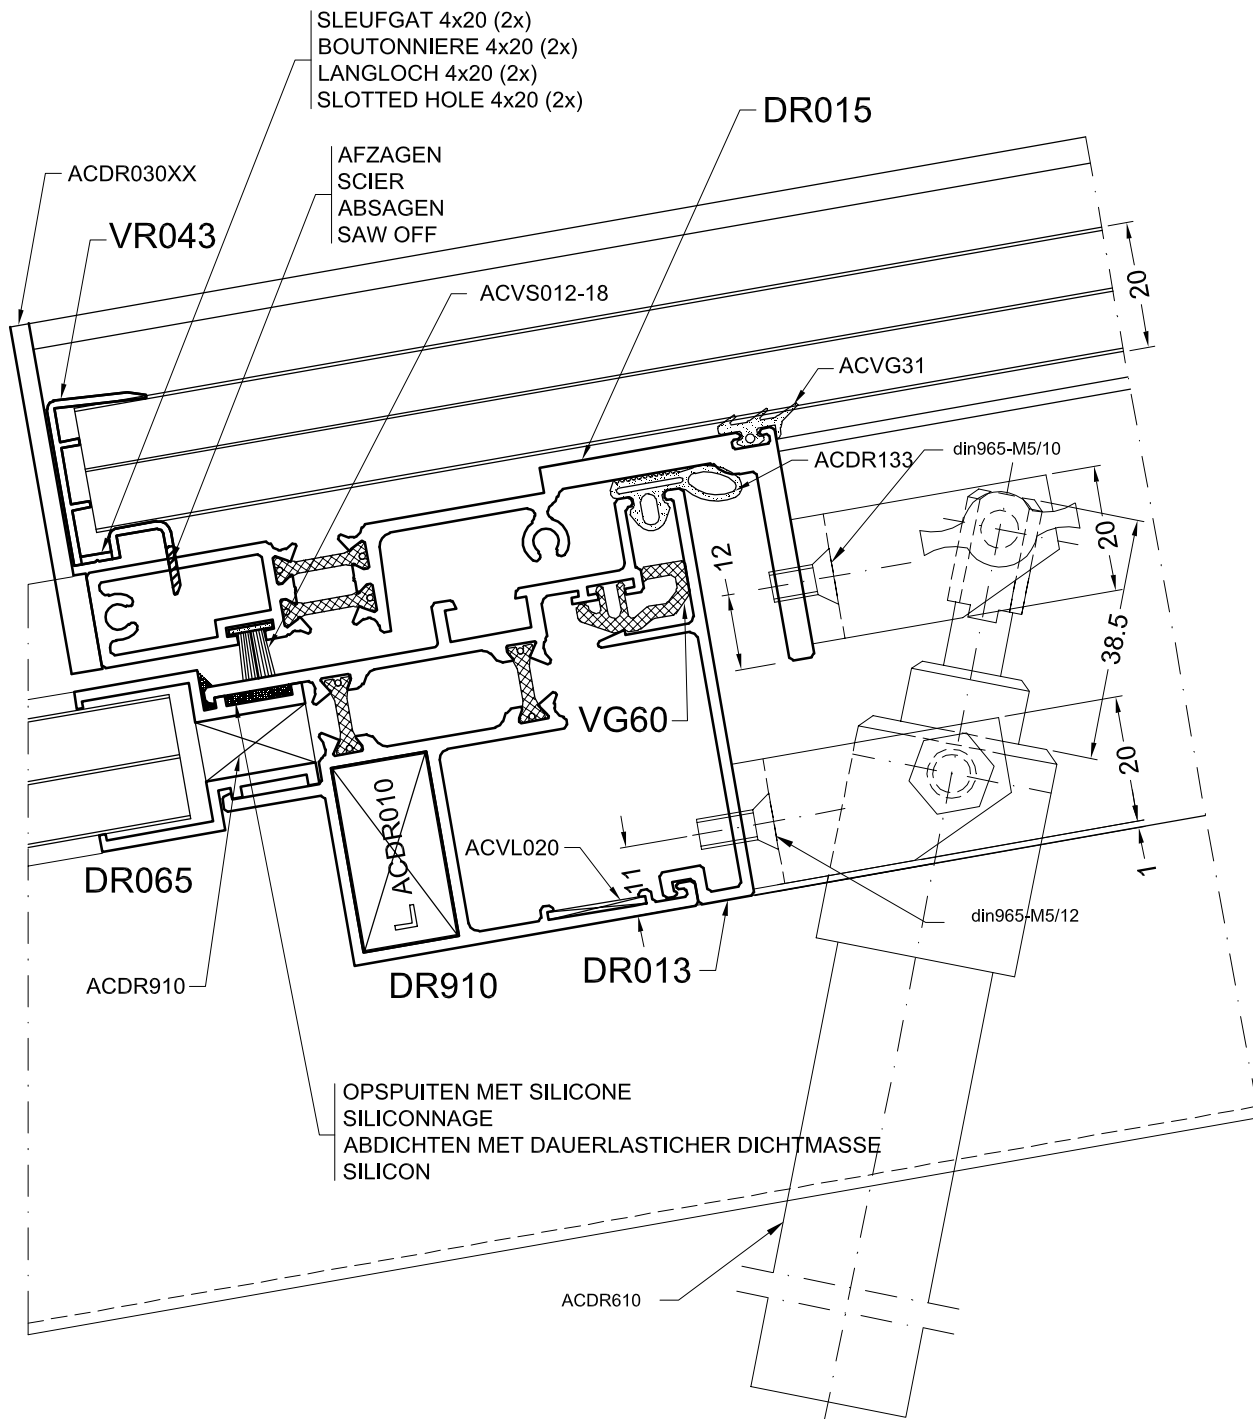 SLEUFGAT 4x20 (2x)
BOUTONNIERE 4x20 (2x)
LANGLOCH 4x20 (2x)
SLOTTED HOLE 4x20 (2x)
DR015
AFZAGEN
SCIER
ABSAGEN
SAW OFF
ACDR030XX
VR043
ACVS012-18
20
ACVG31
din965-M5/10
ACDR133
20
12
38.5
VG60
20
L ACDR010
ACVL020
11
1
DR065
din965-M5/12
DR013
DR910
ACDR910
OPSPUITEN MET SILICONE
SILICONNAGE
ABDICHTEN MET DAUERLASTICHER DICHTMASSE
SILICON
ACDR610